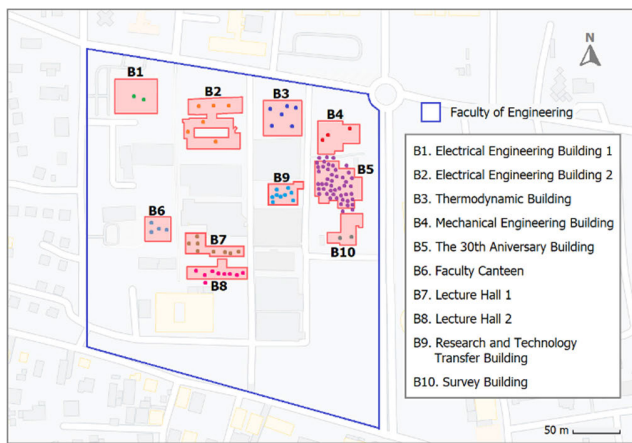 N
B1
B2
B3
B4
B5
B9
B6
B7
B10
B8
Faculty of Engineering
B1. Electrical Engineering Building 1
B2. Electrical Engineering Building 2
B3. Thermodynamic Building
B4. Mechanical Engineering Building
B5. The 30th Aniversary Building
B6. Faculty Canteen
B7. Lecture Hall 1
B8. Lecture Hall 2
B9. Research and Technology
Transfer Building
B10. Survey Building
50 m